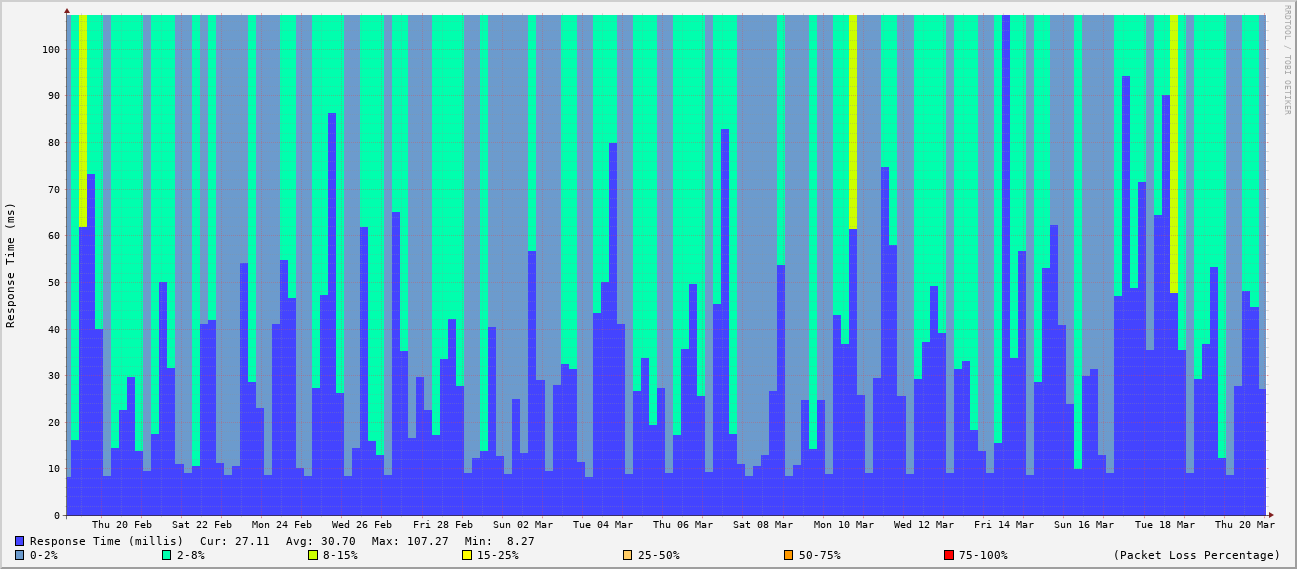 RRDTOOL / TOBI OETIKER
Response Time (ms)
100
90
80
70
60
50
40
30
20
10
0
Thu 20 Feb Sat 22 Feb Mon 24 Feb Wed 26 Feb Fri 28 Feb Sun 02 Mar Tue 04 Mar Thu 06 Mar Sat 08 Mar Mon 10 Mar Wed 12 Mar Fri 14 Mar Sun 16 Mar Tue 18 Mar Thu 20 Mar
Response Time (millis) Cur: 27.11 Avg: 30.70 Max: 107.27 Min: 8.27
0-2% 2-8% 8-15% 15-25% 25-50% 50-75% 75-100% (Packet Loss Percentage)